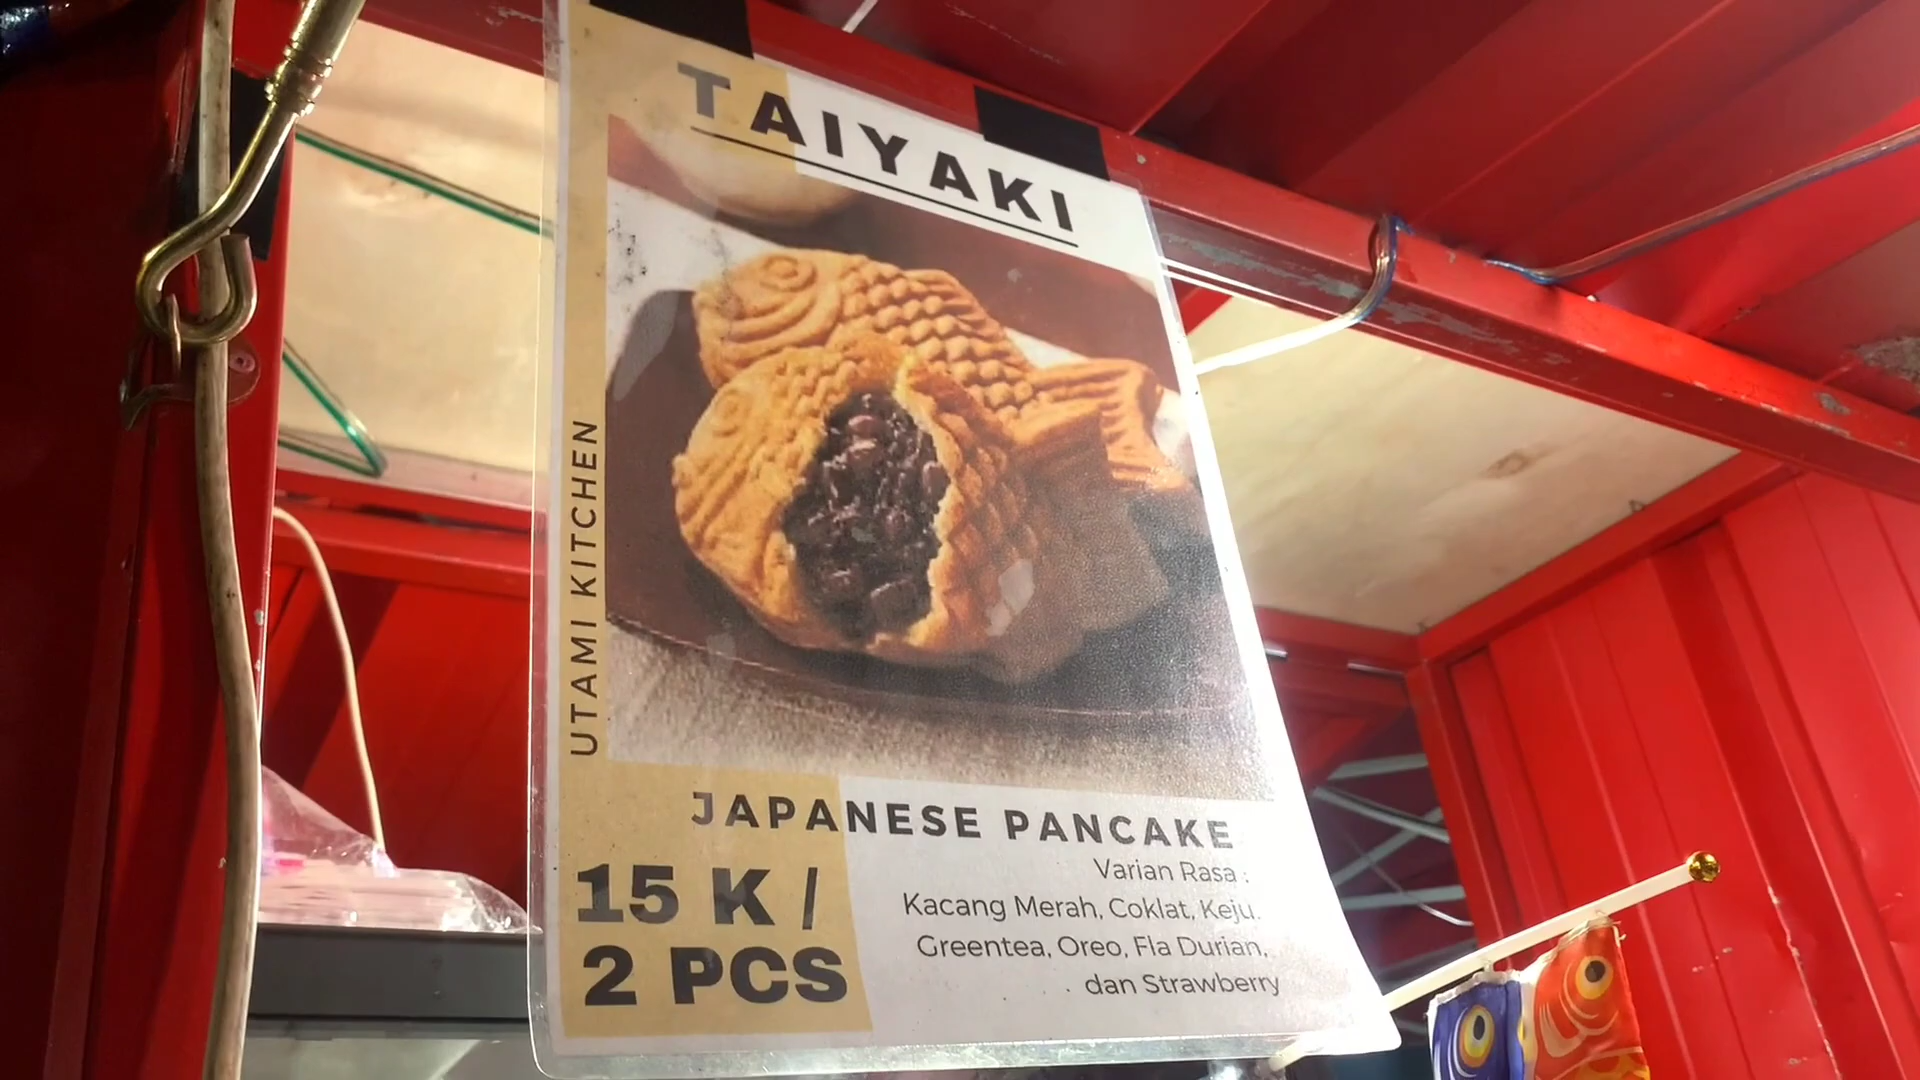 TAIYAKI
UTAMI KITCHEN
JAPANESE PANCAKE
15 K /
2 PCS
Varian Rasa :
Kacang Merah, Coklat, Keju,
Greentea, Oreo, Fla Durian,
dan Strawberry